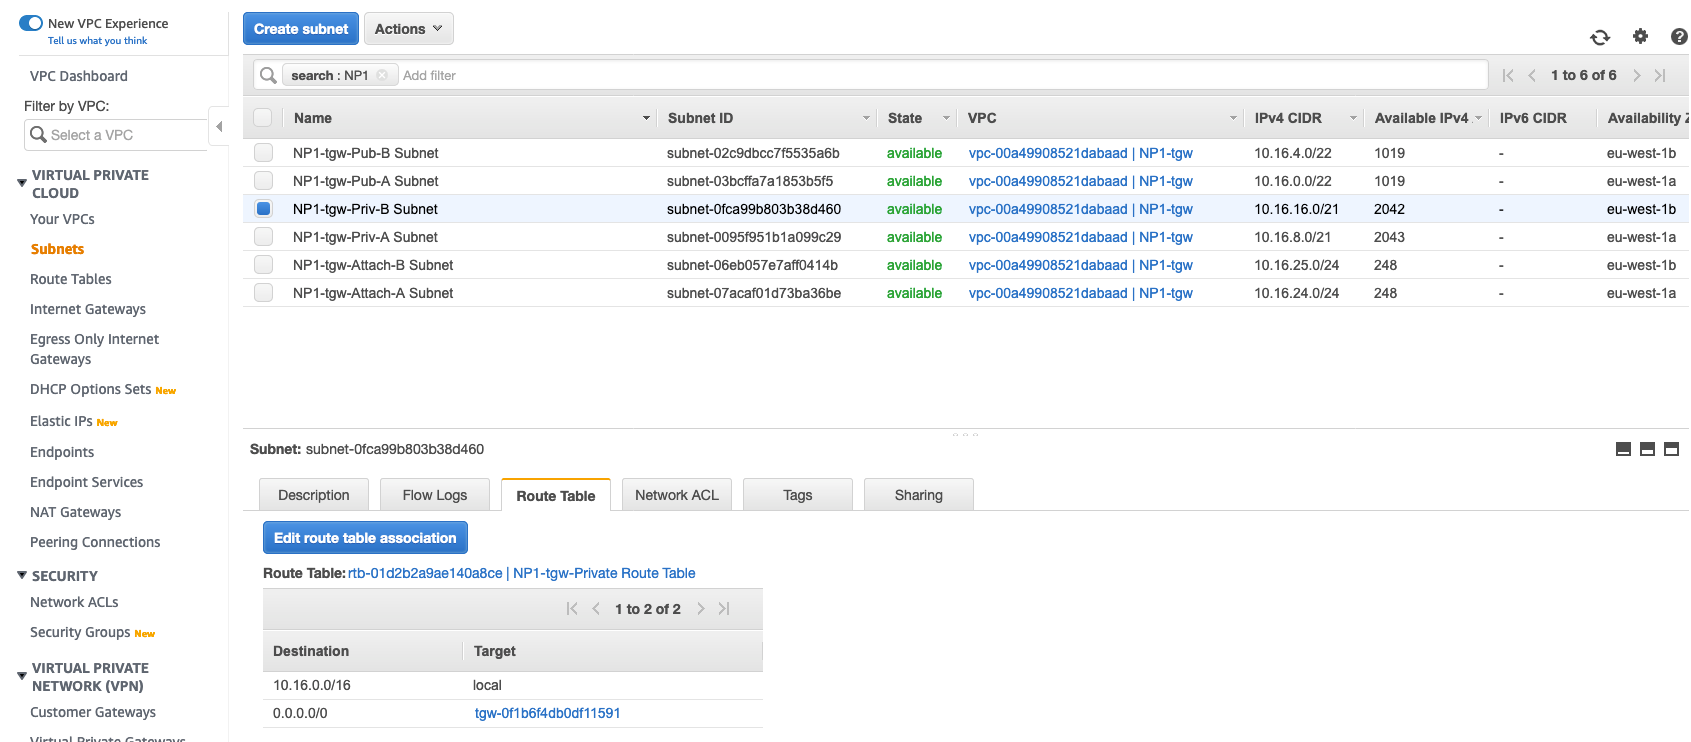 New VPC Experience
Tell us what you think
VPC Dashboard
Filter by VPC:
Select a VPC
VIRTUAL PRIVATE
CLOUD
Your VPCs
Subnets
Route Tables
Internet Gateways
Egress Only Internet
Gateways
DHCP Options Sets New
Elastic IPs New
Endpoints
Endpoint Services
NAT Gateways
Peering Connections
SECURITY
Network ACLs
Security Groups New
VIRTUAL PRIVATE
NETWORK (VPN)
Customer Gateways
Virtual Private Gateways
Create subnet Actions
search : NP1 Add filter 1 to 6 of 6
Name Subnet ID State VPC IPv4 CIDR Available IPv4 IPv6 CIDR Availability Z
NP1-tgw-Pub-B Subnet subnet-02c9dbcc7f5535a6b available vpc-00a49908521dabaad | NP1-tgw 10.16.4.0/22 1019 - eu-west-1b
NP1-tgw-Pub-A Subnet subnet-03bcffa7a1853b5f5 available vpc-00a49908521dabaad | NP1-tgw 10.16.0.0/22 1019 - eu-west-1a
NP1-tgw-Priv-B Subnet subnet-0fca99b803b38d460 available vpc-00a49908521dabaad | NP1-tgw 10.16.16.0/21 2042 - eu-west-1b
NP1-tgw-Priv-A Subnet subnet-0095f951b1a099c29 available vpc-00a49908521dabaad | NP1-tgw 10.16.8.0/21 2043 - eu-west-1a
NP1-tgw-Attach-B Subnet subnet-06eb057e7aff0414b available vpc-00a49908521dabaad | NP1-tgw 10.16.25.0/24 248 - eu-west-1b
NP1-tgw-Attach-A Subnet subnet-07acaf01d73ba36be available vpc-00a49908521dabaad | NP1-tgw 10.16.24.0/24 248 - eu-west-1a
Subnet: subnet-0fca99b803b38d460
Description Flow Logs Route Table Network ACL Tags Sharing
Edit route table association
Route Table: rtb-01d2b2a9ae140a8ce | NP1-tgw-Private Route Table
1 to 2 of 2
Destination Target
10.16.0.0/16 local
0.0.0.0/0 tgw-0f1b6f4db0df11591